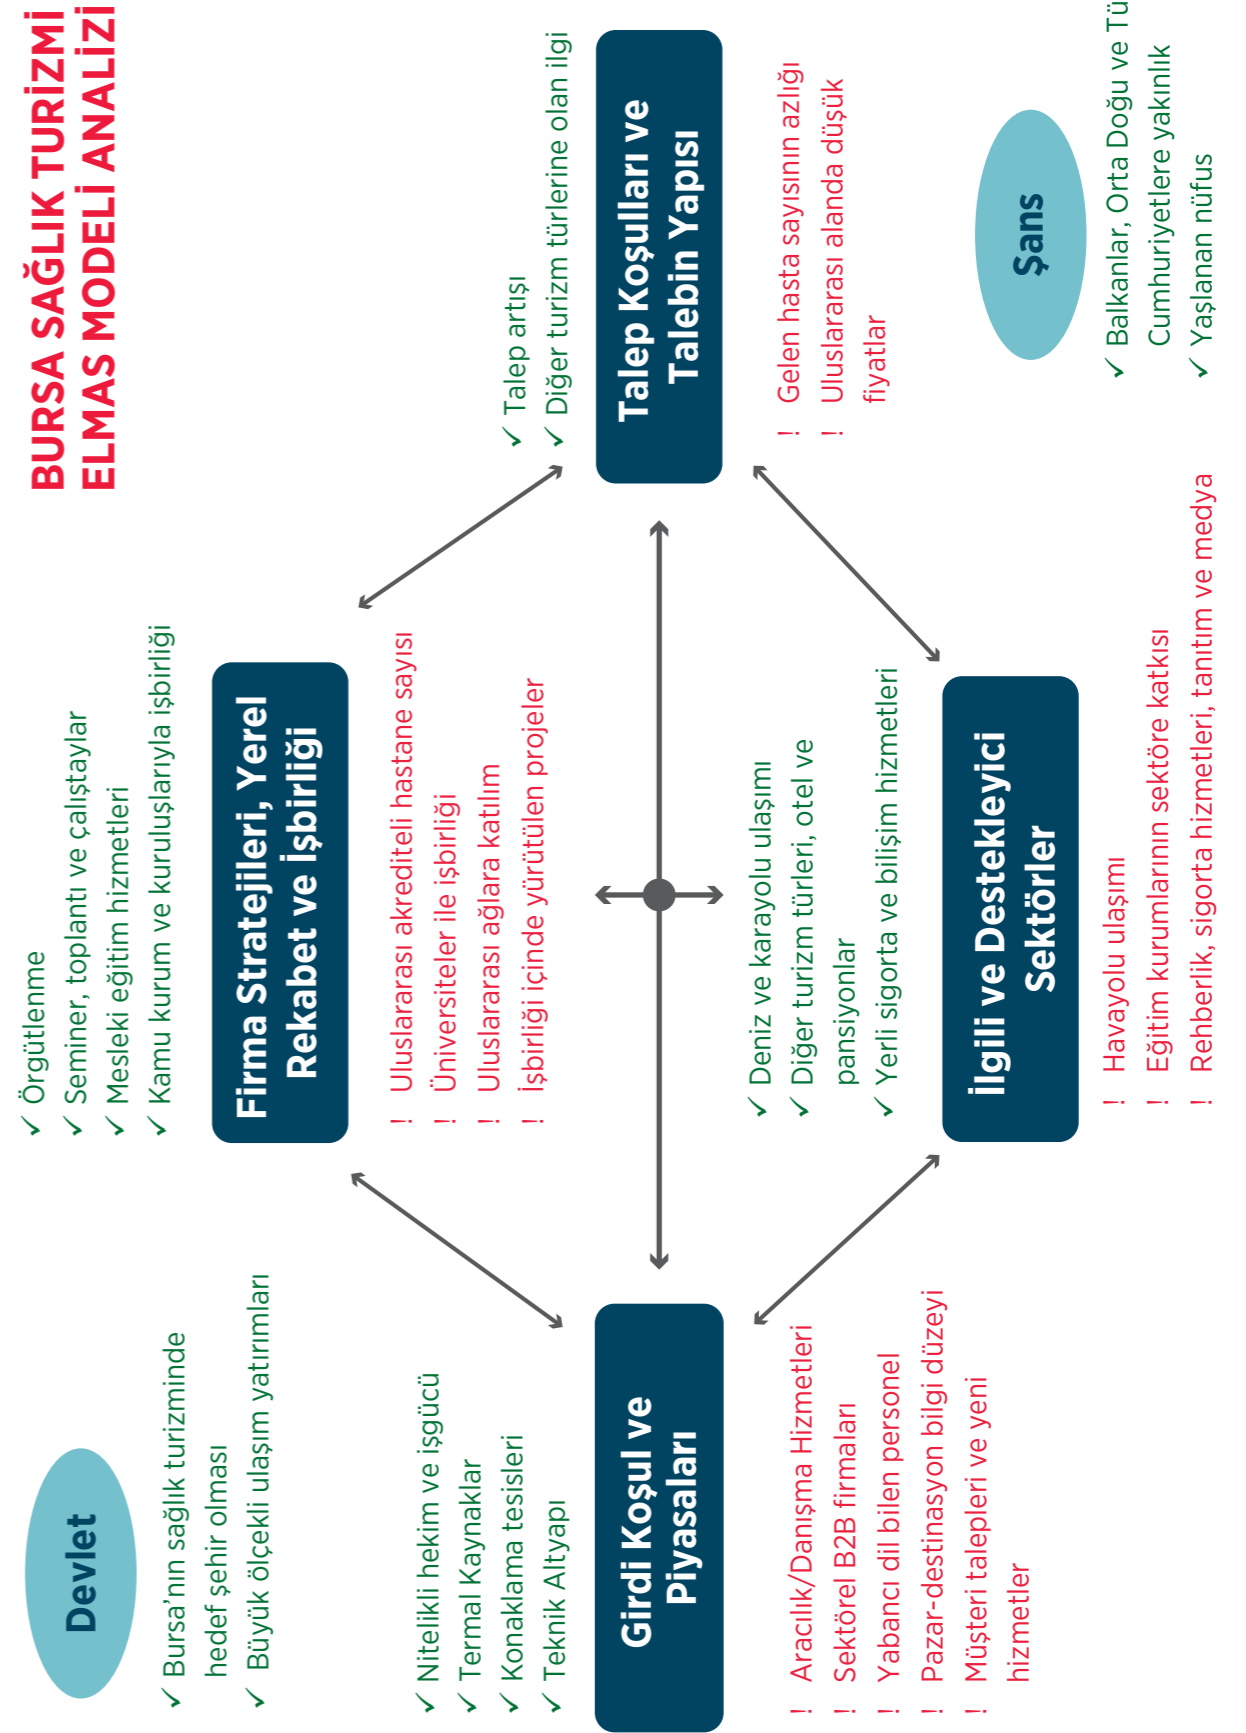 BURSA SAĞLIK TURİZMİ
ELMAS MODELİ ANALİZİ
Devlet
✓ Bursa'nın sağlık turizminde
hedef şehir olması
✓ Büyük ölçekli ulaşım yatırımları
✓ Örgütlenme
✓ Seminer, toplantı ve çalıştaylar
✓ Mesleki eğitim hizmetleri
✓ Kamu kurum ve kuruluşlarıyla işbirliği
Firma Stratejileri, Yerel
Rekabet ve İşbirliği
! Uluslararası akrediteli hastane sayısı
! Üniversiteler ile işbirliği
! Uluslararası ağlara katılım
! İşbirliği içinde yürütülen projeler
✓ Nitelikli hekim ve işgücü
✓ Termal Kaynaklar
✓ Konaklama tesisleri
✓ Teknik Altyapı
Girdi Koşul ve
Piyasaları
! Aracılık/Danışma Hizmetleri
! Sektörel B2B firmaları
! Yabancı dil bilen personel
! Pazar-destinasyon bilgi düzeyi
! Müşteri talepleri ve yeni
hizmetler
✓ Talep artışı
✓ Diğer turizm türlerine olan ilgi
Talep Koşulları ve
Talebin Yapısı
! Gelen hasta sayısının azlığı
! Uluslararası alanda düşük
fiyatlar
✓ Deniz ve karayolu ulaşımı
✓ Diğer turizm türleri, otel ve
pansiyonlar
✓ Yerli sigorta ve bilişim hizmetleri
İlgili ve Destekleyici
Sektörler
! Havayolu ulaşımı
! Eğitim kurumlarının sektöre katkısı
! Rehberlik, sigorta hizmetleri, tanıtım ve medya
Şans
✓ Balkanlar, Orta Doğu ve Tü
Cumhuriyetlere yakınlık
✓ Yaşlanan nüfus